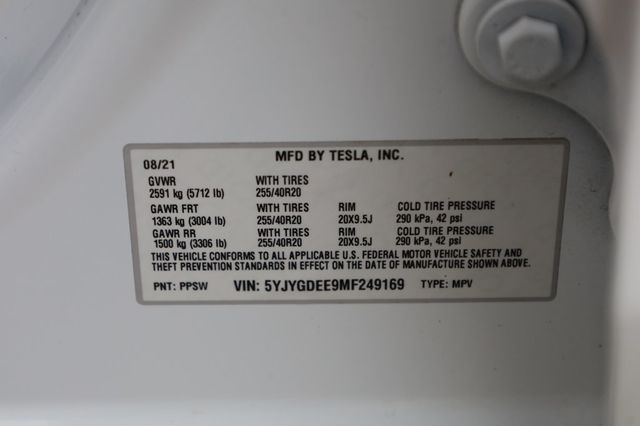 08/21 MFD BY TESLA, INC.
GVWR WITH TIRES
2591 kg (5712 lb) 255/40R20
GAWR FRT WITH TIRES RIM COLD TIRE PRESSURE
1363 kg (3004 lb) 255/40R20 20X9.5J 290 kPa, 42 psi
GAWR RR WITH TIRES RIM COLD TIRE PRESSURE
1500 kg (3306 lb) 255/40R20 20X9.5J 290 kPa, 42 psi
THIS VEHICLE CONFORMS TO ALL APPLICABLE U.S. FEDERAL MOTOR VEHICLE SAFETY AND
THEFT PREVENTION STANDARDS IN EFFECT ON THE DATE OF MANUFACTURE SHOWN ABOVE.
PNT: PPSW VIN: 5YJYGDEE9MF249169 TYPE: MPV